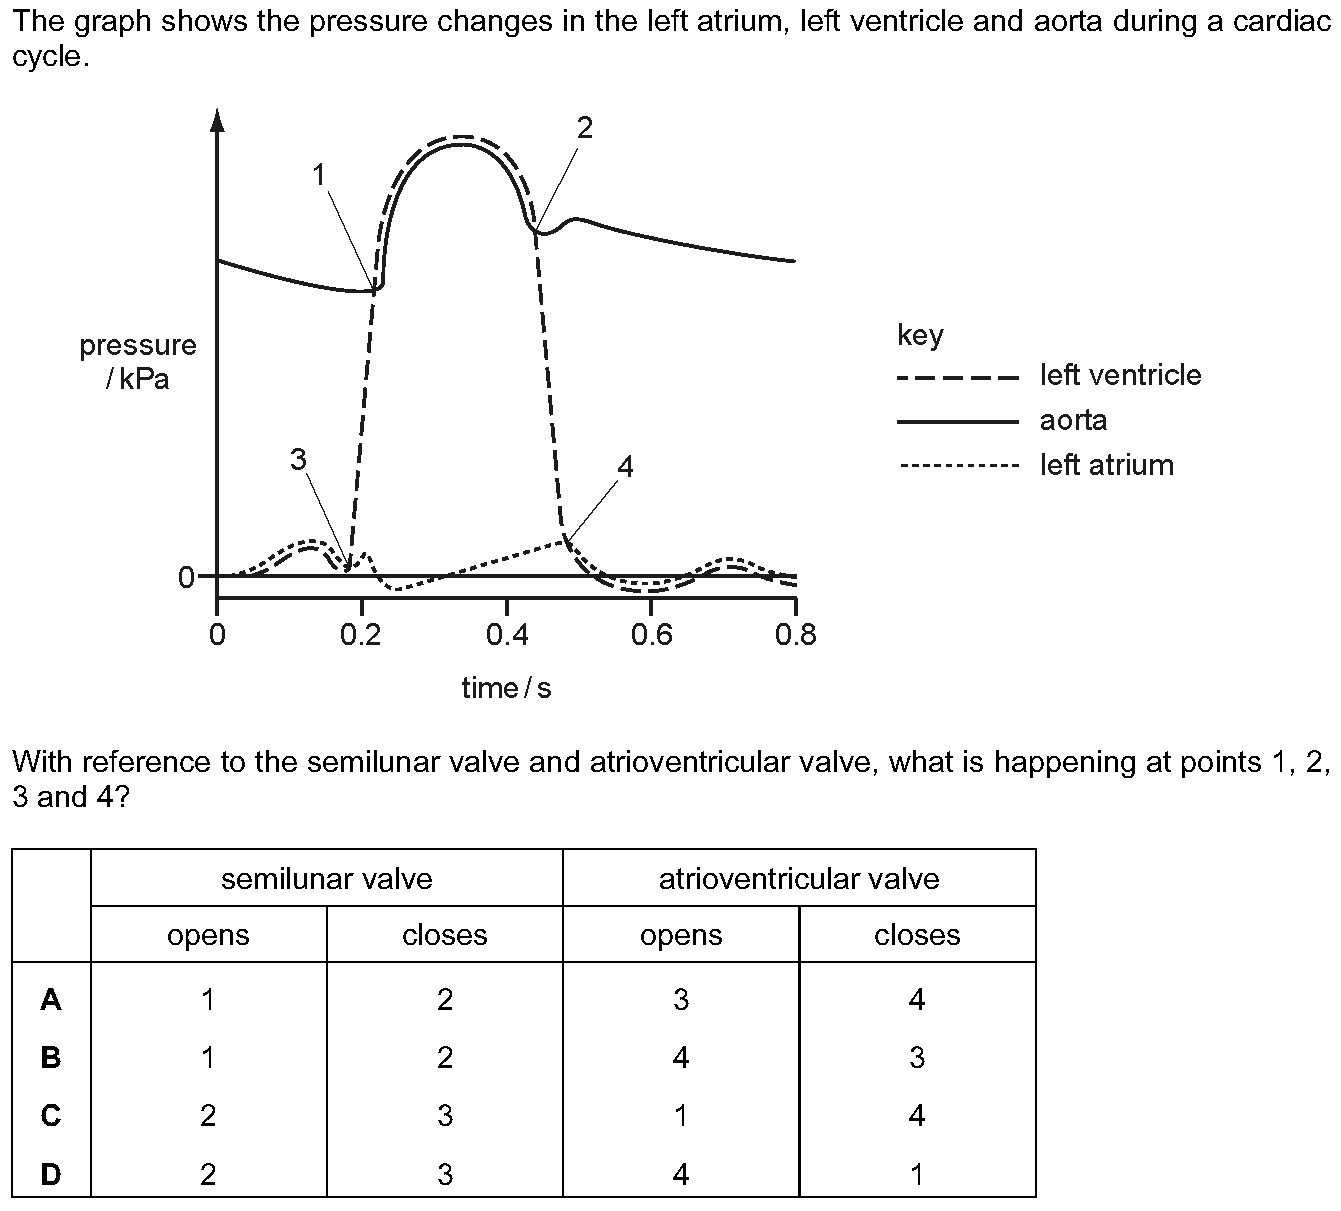 The graph shows the pressure changes in the left atrium, left ventricle and aorta during a cardiac
cycle.
1
2
pressure
/ kPa
3
4
0
0
0.2
0.4
0.6
0.8
time / s
key
left ventricle
aorta
left atrium
With reference to the semilunar valve and atrioventricular valve, what is happening at points 1, 2,
3 and 4?
semilunar valve atrioventricular valve
opens closes opens closes
A 1 2 3 4
B 1 2 4 3
C 2 3 1 4
D 2 3 4 1